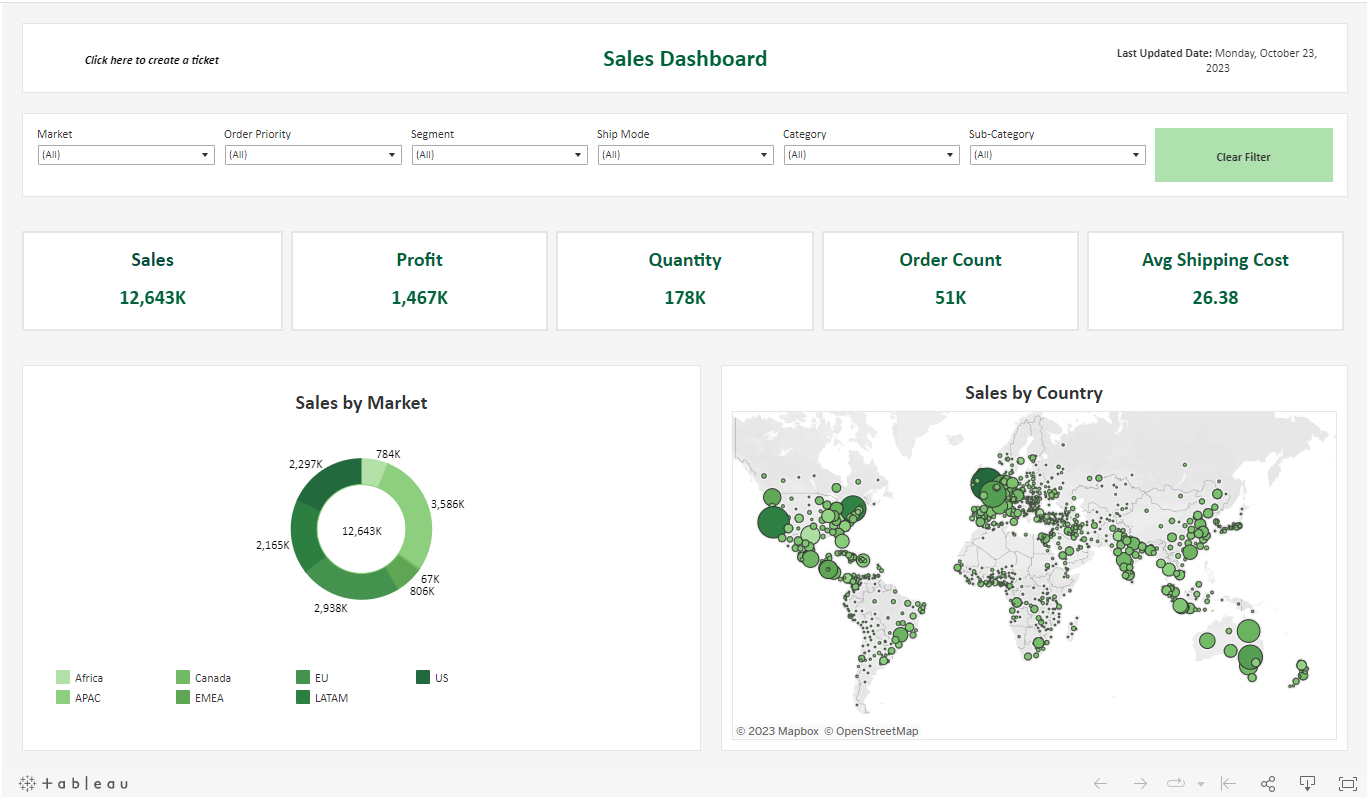 Click here to create a ticket
Sales Dashboard
Last Updated Date: Monday, October 23,
2023
Market
Order Priority
Segment
Ship Mode
Category
Sub-Category
(All)
(All)
(All)
(All)
(All)
(All)
Clear Filter
Sales
12,643K
Profit
1,467K
Quantity
178K
Order Count
51K
Avg Shipping Cost
26.38
Sales by Market
784K
2,297K
3,586K
12,643K
2,165K
67K
806K
2,938K
Africa
Canada
EU
US
APAC
EMEA
LATAM
Sales by Country
© 2023 Mapbox © OpenStreetMap
+ a b | e a u